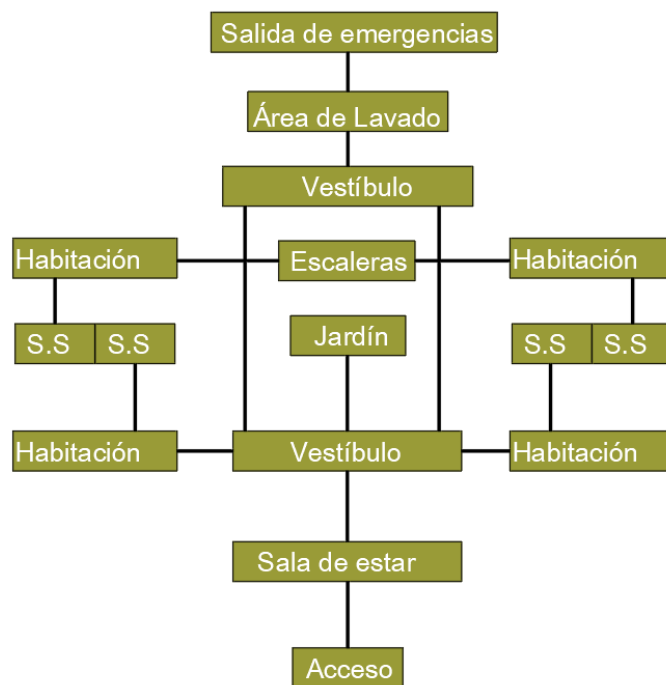 Salida de emergencias
Área de Lavado
Vestíbulo
Habitación
Escaleras
Habitación
S.S
S.S
Jardín
S.S
S.S
Habitación
Vestíbulo
Habitación
Sala de estar
Acceso